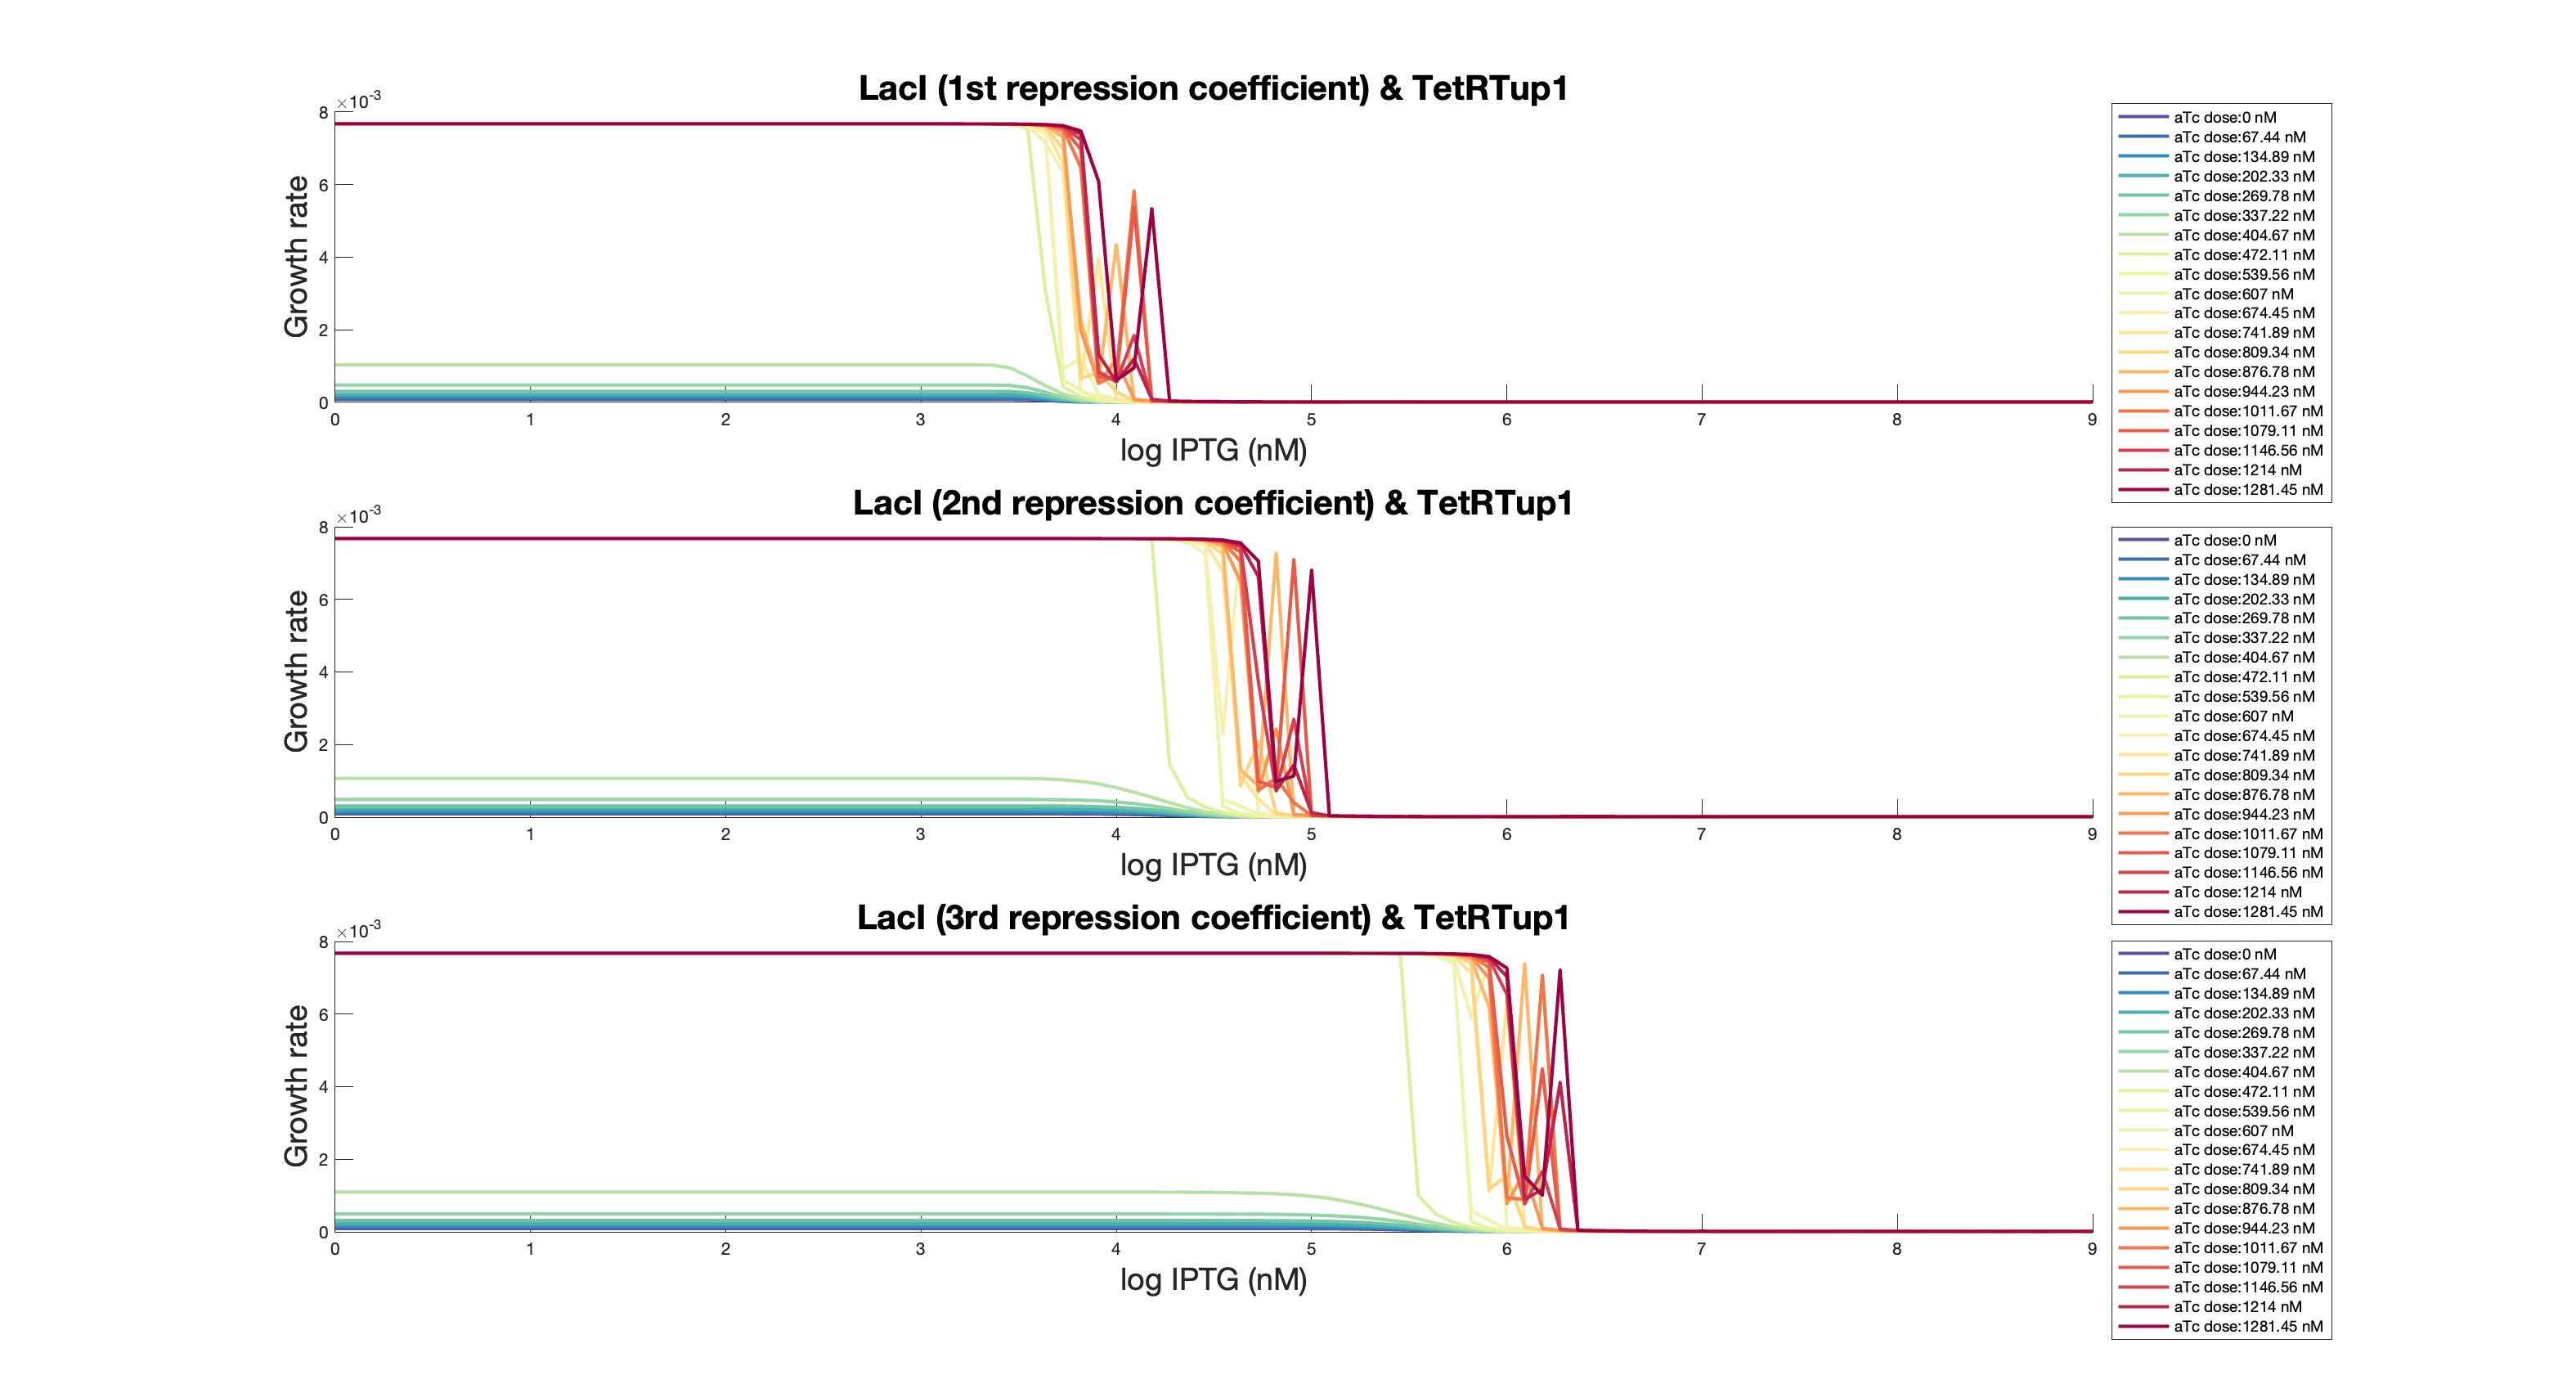 LacI (1st repression coefficient) & TetRTup1
×10-3
8
6
4
2
0
Growth rate
0 1 2 3 4 5 6 7 8 9
log IPTG (nM)
aTc dose:0 nM
aTc dose:67.44 nM
aTc dose:134.89 nM
aTc dose:202.33 nM
aTc dose:269.78 nM
aTc dose:337.22 nM
aTc dose:404.67 nM
aTc dose:472.11 nM
aTc dose:539.56 nM
aTc dose:607 nM
aTc dose:674.45 nM
aTc dose:741.89 nM
aTc dose:809.34 nM
aTc dose:876.78 nM
aTc dose:944.23 nM
aTc dose:1011.67 nM
aTc dose:1079.11 nM
aTc dose:1146.56 nM
aTc dose:1214 nM
aTc dose:1281.45 nM
LacI (2nd repression coefficient) & TetRTup1
×10-3
8
6
4
2
0
Growth rate
0 1 2 3 4 5 6 7 8 9
log IPTG (nM)
aTc dose:0 nM
aTc dose:67.44 nM
aTc dose:134.89 nM
aTc dose:202.33 nM
aTc dose:269.78 nM
aTc dose:337.22 nM
aTc dose:404.67 nM
aTc dose:472.11 nM
aTc dose:539.56 nM
aTc dose:607 nM
aTc dose:674.45 nM
aTc dose:741.89 nM
aTc dose:809.34 nM
aTc dose:876.78 nM
aTc dose:944.23 nM
aTc dose:1011.67 nM
aTc dose:1079.11 nM
aTc dose:1146.56 nM
aTc dose:1214 nM
aTc dose:1281.45 nM
LacI (3rd repression coefficient) & TetRTup1
×10-3
8
6
4
2
0
Growth rate
0 1 2 3 4 5 6 7 8 9
log IPTG (nM)
aTc dose:0 nM
aTc dose:67.44 nM
aTc dose:134.89 nM
aTc dose:202.33 nM
aTc dose:269.78 nM
aTc dose:337.22 nM
aTc dose:404.67 nM
aTc dose:472.11 nM
aTc dose:539.56 nM
aTc dose:607 nM
aTc dose:674.45 nM
aTc dose:741.89 nM
aTc dose:809.34 nM
aTc dose:876.78 nM
aTc dose:944.23 nM
aTc dose:1011.67 nM
aTc dose:1079.11 nM
aTc dose:1146.56 nM
aTc dose:1214 nM
aTc dose:1281.45 nM